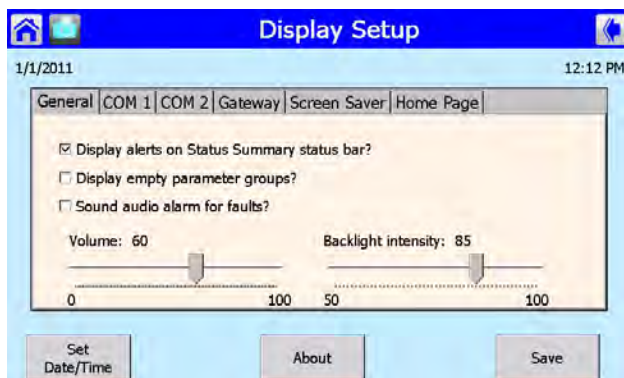 Display Setup
1/1/2011 12:12 PM
General COM 1 COM 2 Gateway Screen Saver Home Page
Display alerts on Status Summary status bar?
Display empty parameter groups?
Sound audio alarm for faults?
Volume: 60 Backlight intensity: 85
0 100 50 100
Set
Date/Time
About
Save